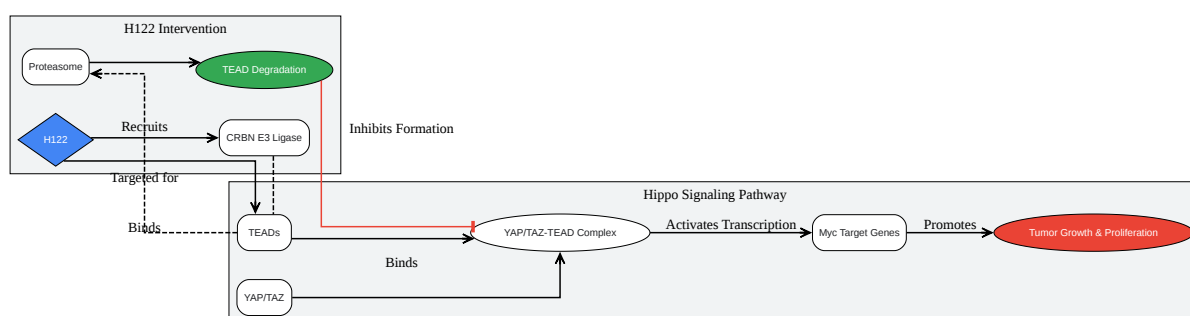 H122 Intervention
Proteasome
TEAD Degradation
H122
Recruits
CRBN E3 Ligase
Inhibits Formation
Targeted for
Hippo Signaling Pathway
Binds
TEADs
YAP/TAZ-TEAD Complex
Activates Transcription
Myc Target Genes
Promotes
Tumor Growth & Proliferation
Binds
YAP/TAZ